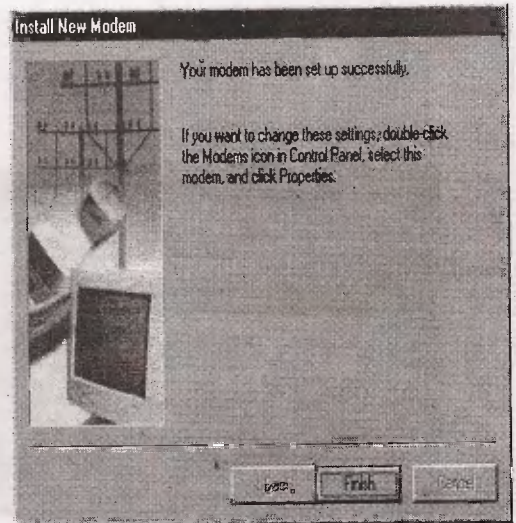 Install New Modem
Your modem has been set up successfully.
If you want to change these settings, double-click
the Modems icon in Control Panel, select this
modem, and click Properties.
Finish
Cancel